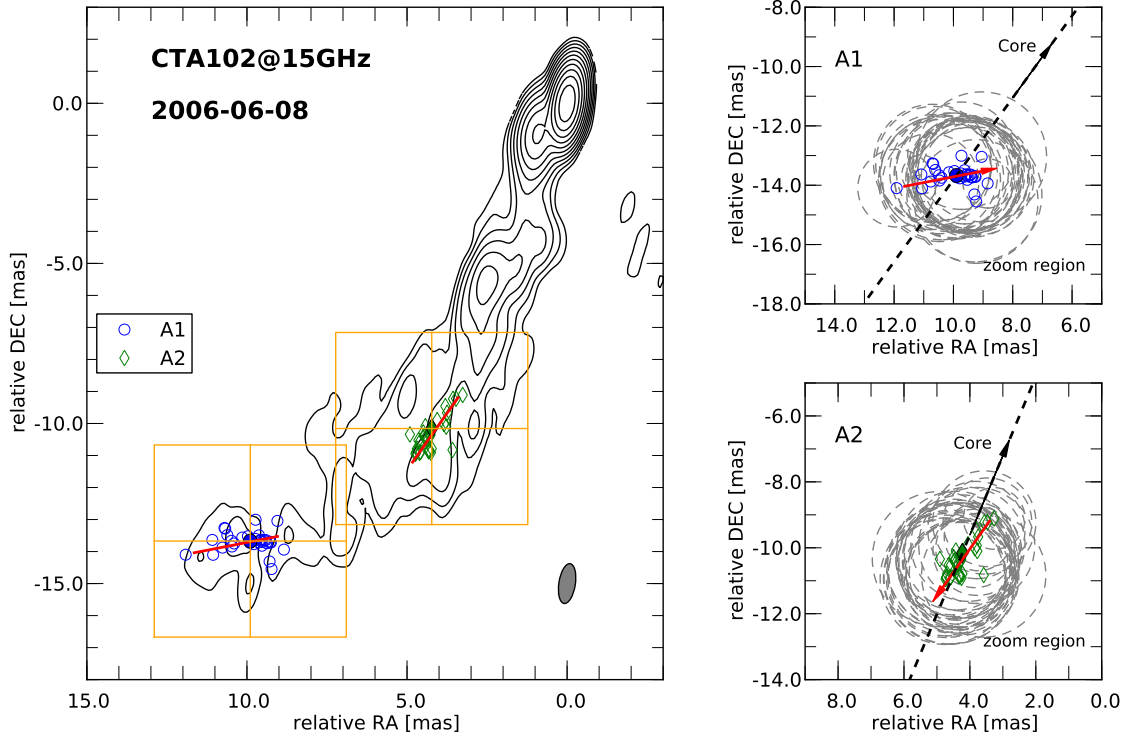 CTA102@15GHz
2006-06-08
0.0
-5.0
-10.0
-15.0
relative DEC [mas]
A1
A2
15.0 10.0 5.0 0.0
relative RA [mas]
-8.0
-10.0
-12.0
-14.0
-16.0
-18.0
relative DEC [mas]
A1
Core
zoom region
14.0 12.0 10.0 8.0 6.0
relative RA [mas]
-6.0
-8.0
-10.0
-12.0
-14.0
relative DEC [mas]
A2
Core
zoom region
8.0 6.0 4.0 2.0 0.0
relative RA [mas]